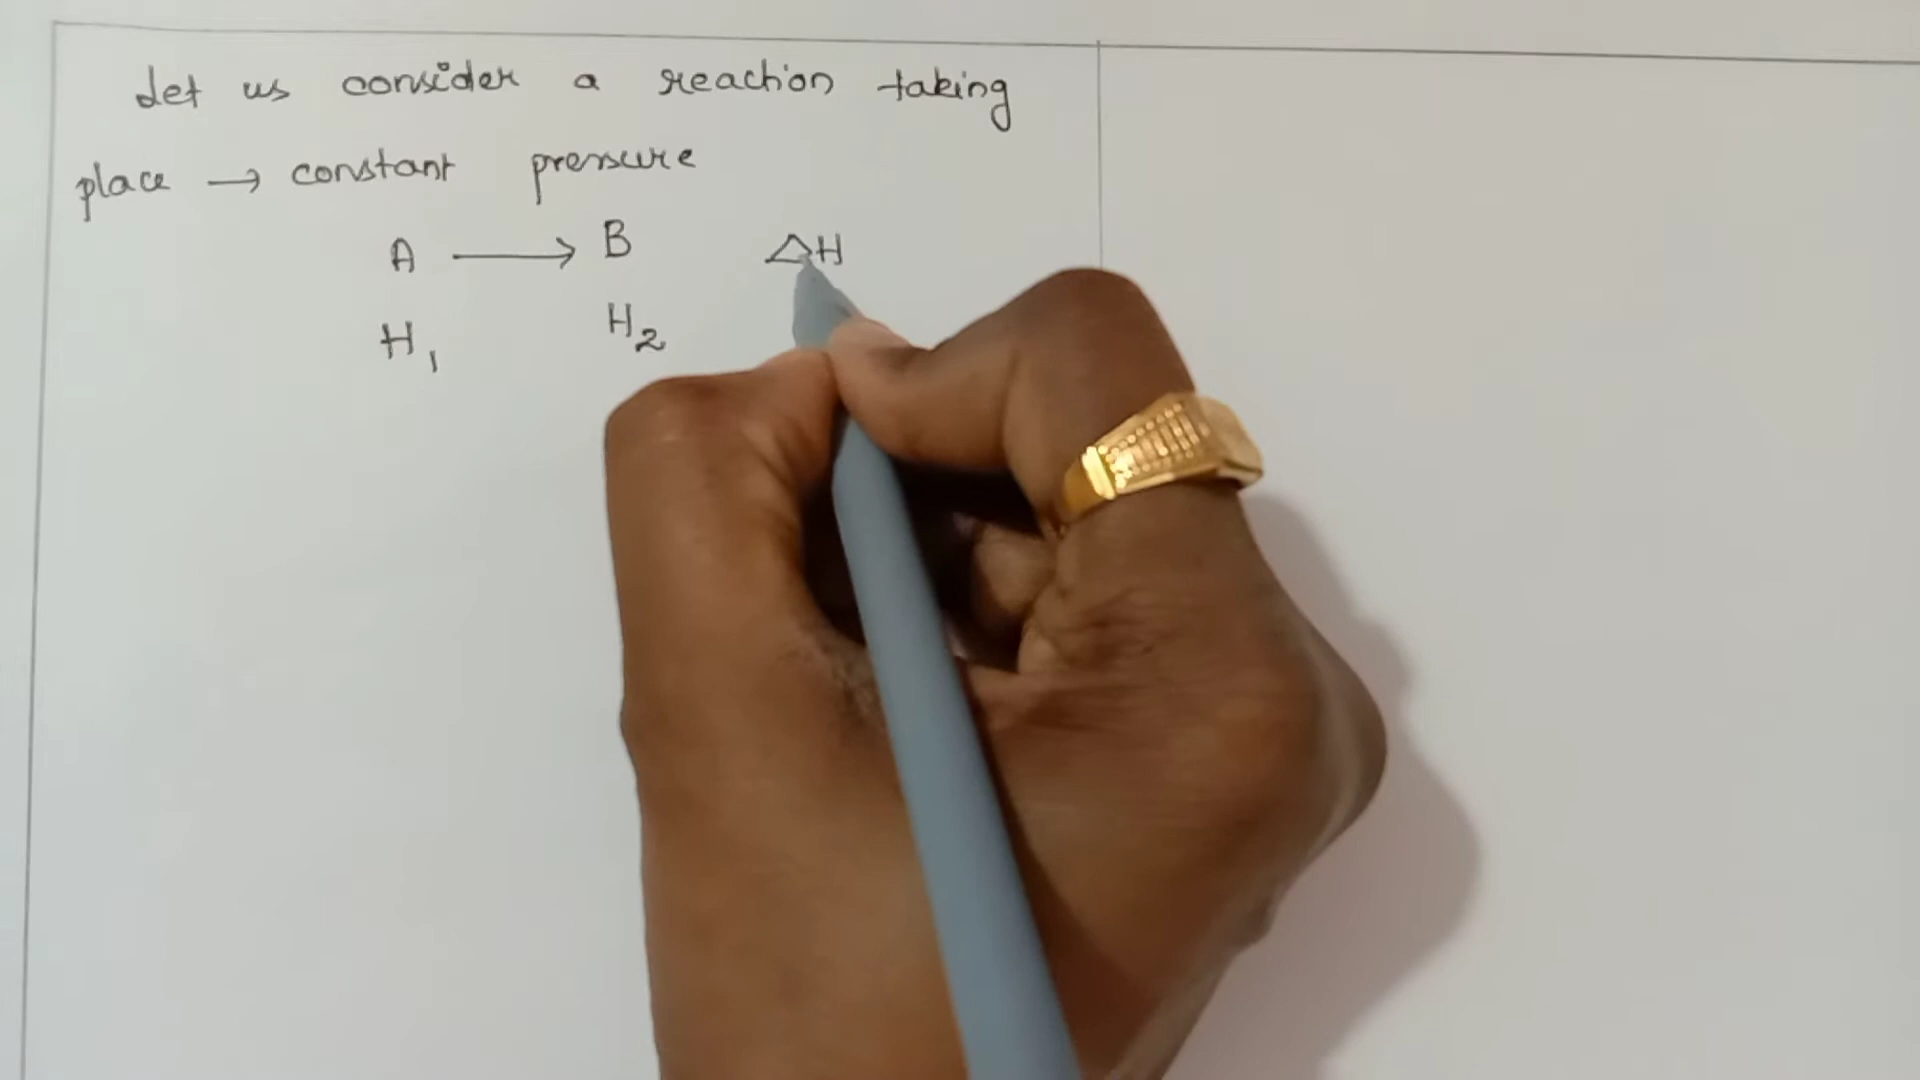 Let us consider a reaction taking
place → constant pressure
A ⟶ B ΔH
H₁ H₂